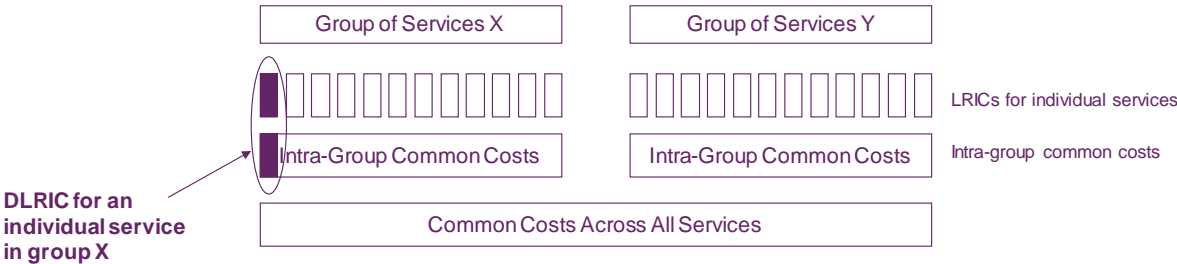 Group of Services X
Group of Services Y
LRICs for individual services
Intra-Group Common Costs
Intra-Group Common Costs
Intra-group common costs
DLRIC for an
individual service
in group X
Common Costs Across All Services